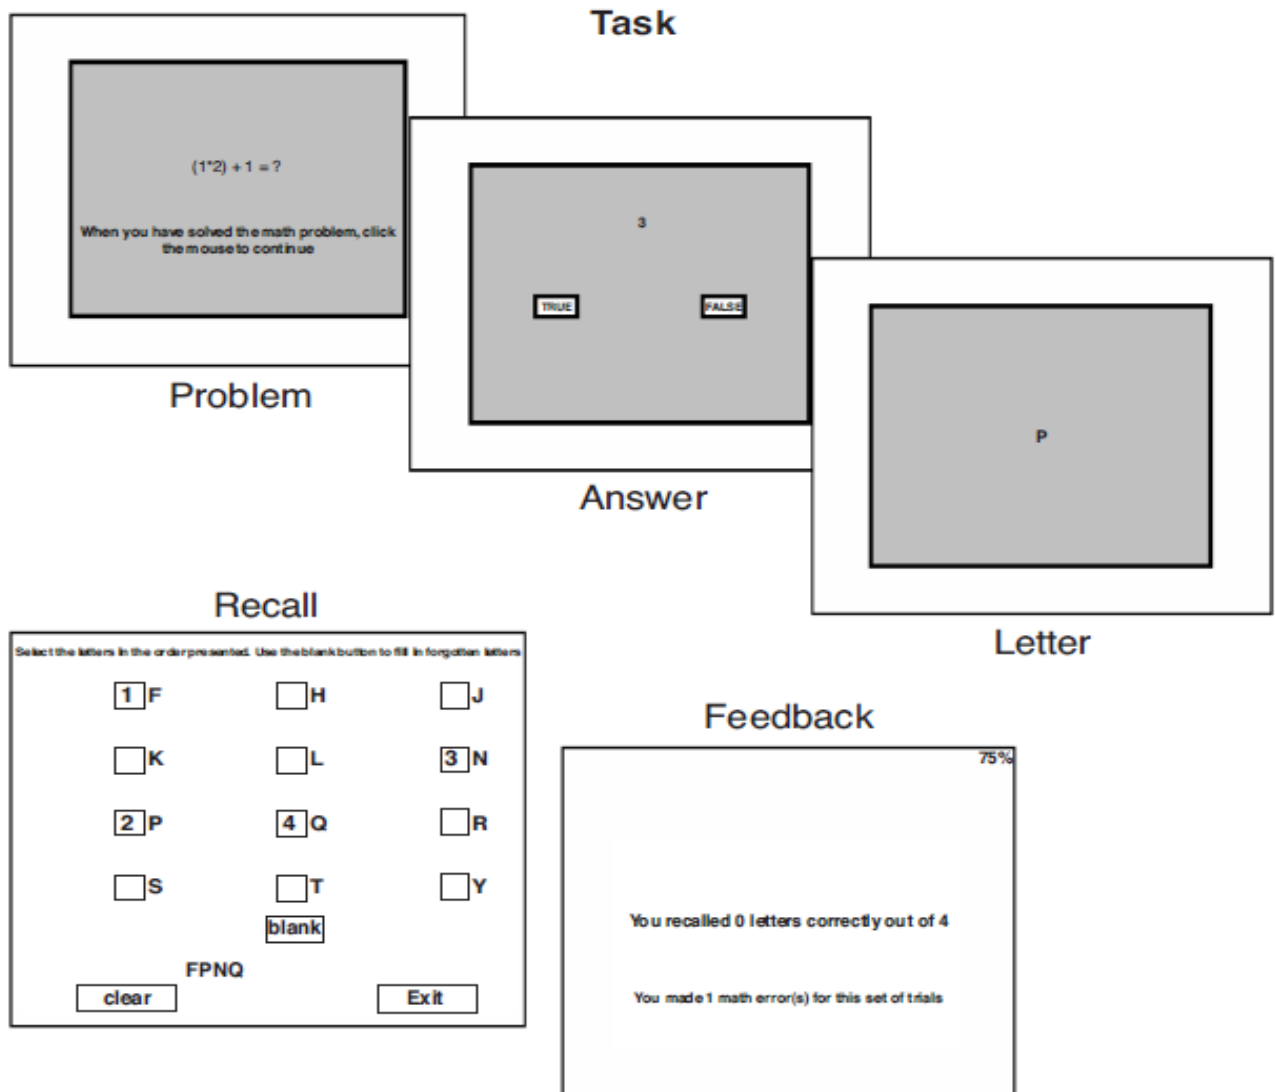 Task
(1*2) + 1 = ?
When you have solved the math problem, click
the mouse to continue
Problem
3
TRUE
FALSE
Answer
P
Letter
Recall
Select the letters in the order presented. Use the blank button to fill in forgotten letters
1 F
H
J
K
L
3 N
2 P
4 Q
R
S
T
Y
blank
FPNQ
clear
Exit
Feedback
75%
You recalled 0 letters correctly out of 4
You made 1 math error(s) for this set of trials